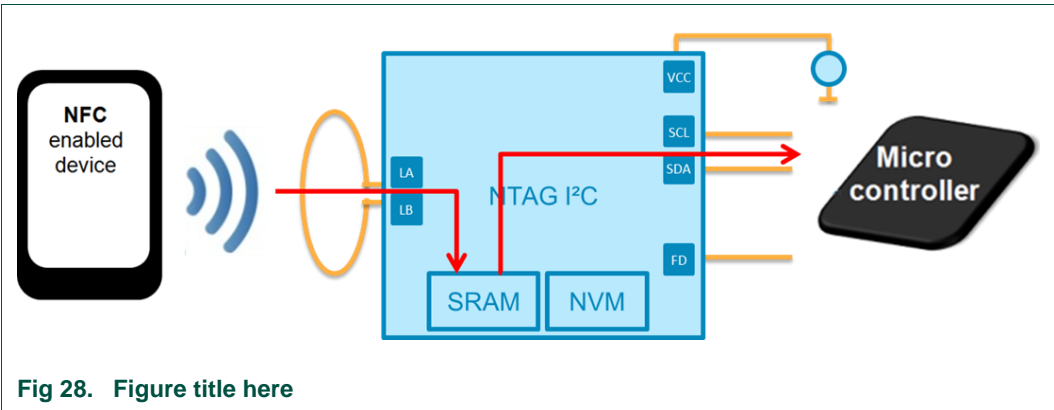 NFC
enabled
device
LA
LB
VCC
SCL
SDA
FD
NTAG I²C
SRAM
NVM
Micro
controller
Fig 28. Figure title here